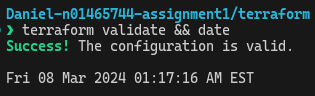 Daniel-n01465744-assignment1/terraform
❯ terraform validate && date
Success! The configuration is valid.
Fri 08 Mar 2024 01:17:16 AM EST